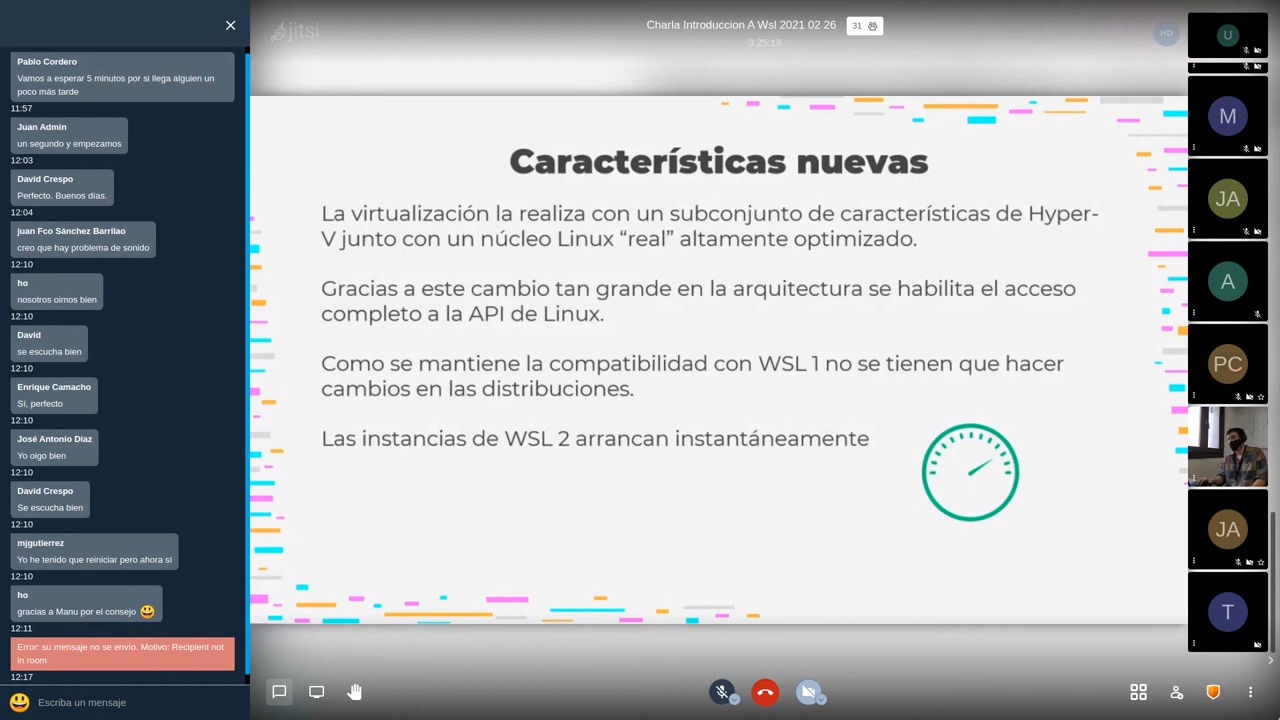 Pablo Cordero
Vamos a esperar 5 minutos por si llega alguien un
poco más tarde
11:57
Juan Admin
un segundo y empezamos
12:03
David Crespo
Perfecto. Buenos dias.
12:04
juan Fco Sánchez Barrilao
creo que hay problema de sonido
12:10
ho
nosotros oimos bien
12:10
David
se escucha bien
12:10
Enrique Camacho
Sí, perfecto
12:10
José Antonio Díaz
Yo oigo bien
12:10
David Crespo
Se escucha bien
12:10
mjgutierrez
Yo he tenido que reiniciar pero ahora sí
12:10
ho
gracias a Manu por el consejo 😃
12:11
Error: su mensaje no se envío. Motivo: Recipient not
in room
12:17
Escriba un mensaje
jitsi
Charla Introduccion A Wsl 2021 02 26
31
3:25:18
HD
Características nuevas
La virtualización la realiza con un subconjunto de características de Hyper-
V junto con un núcleo Linux “real” altamente optimizado.
Gracias a este cambio tan grande en la arquitectura se habilita el acceso
completo a la API de Linux.
Como se mantiene la compatibilidad con WSL 1 no se tienen que hacer
cambios en las distribuciones.
Las instancias de WSL 2 arrancan instantáneamente
U
M
JA
A
PC
JA
T